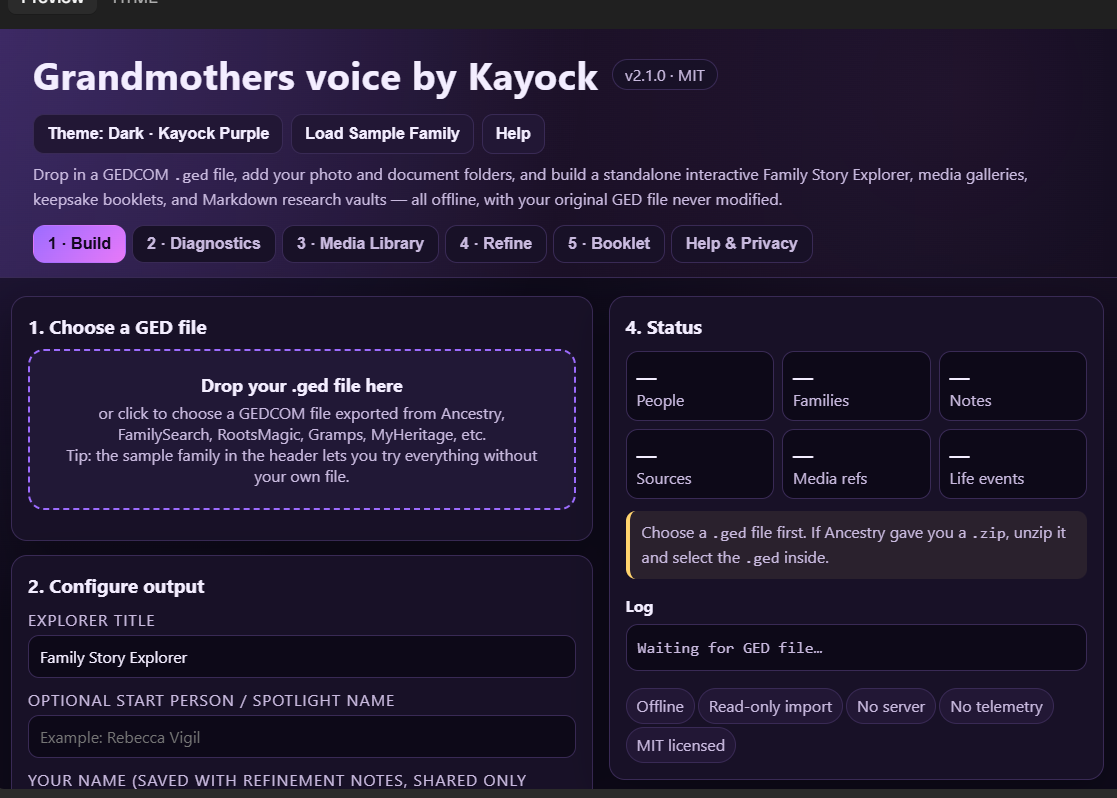 Preview HTML
Grandmothers voice by Kayock v2.1.0 · MIT
Theme: Dark · Kayock Purple Load Sample Family Help
Drop in a GEDCOM .ged file, add your photo and document folders, and build a standalone interactive Family Story Explorer, media galleries,
keepsake booklets, and Markdown research vaults — all offline, with your original GED file never modified.
1 · Build 2 · Diagnostics 3 · Media Library 4 · Refine 5 · Booklet Help & Privacy
1. Choose a GED file
Drop your .ged file here
or click to choose a GEDCOM file exported from Ancestry,
FamilySearch, RootsMagic, Gramps, MyHeritage, etc.
Tip: the sample family in the header lets you try everything without
your own file.
2. Configure output
EXPLORER TITLE
Family Story Explorer
OPTIONAL START PERSON / SPOTLIGHT NAME
Example: Rebecca Vigil
YOUR NAME (SAVED WITH REFINEMENT NOTES, SHARED ONLY
4. Status
— — —
People Families Notes
— — —
Sources Media refs Life events
Choose a .ged file first. If Ancestry gave you a .zip, unzip it
and select the .ged inside.
Log
Waiting for GED file…
Offline Read-only import No server No telemetry
MIT licensed